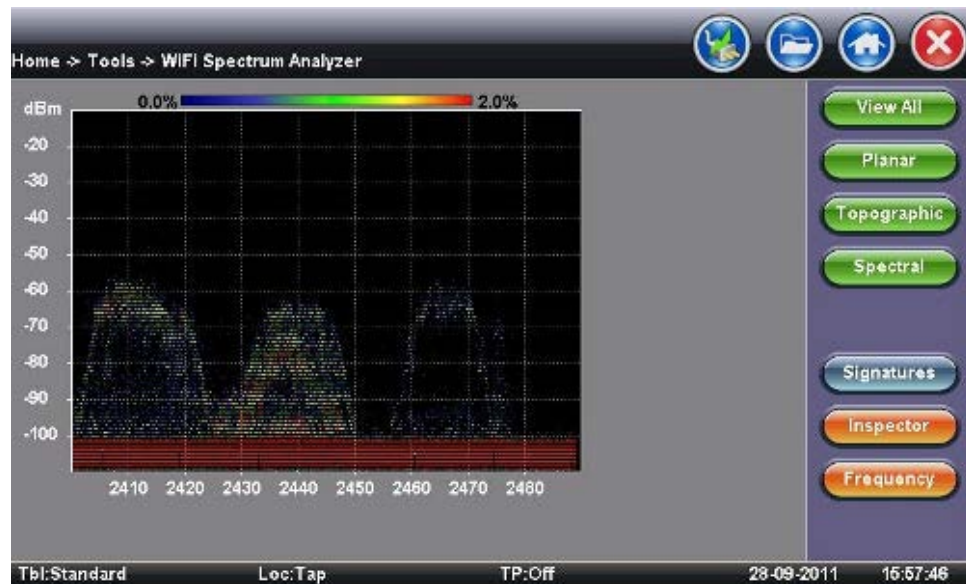 Home -> Tools -> WiFi Spectrum Analyzer
dBm
0.0%
2.0%
-20
-30
-40
-50
-60
-70
-80
-90
-100
2410 2420 2430 2440 2450 2460 2470 2480
View All
Planar
Topographic
Spectral
Signatures
Inspector
Frequency
Tbl:Standard Loc:Tap TP:Off 28-09-2011 15:57:46